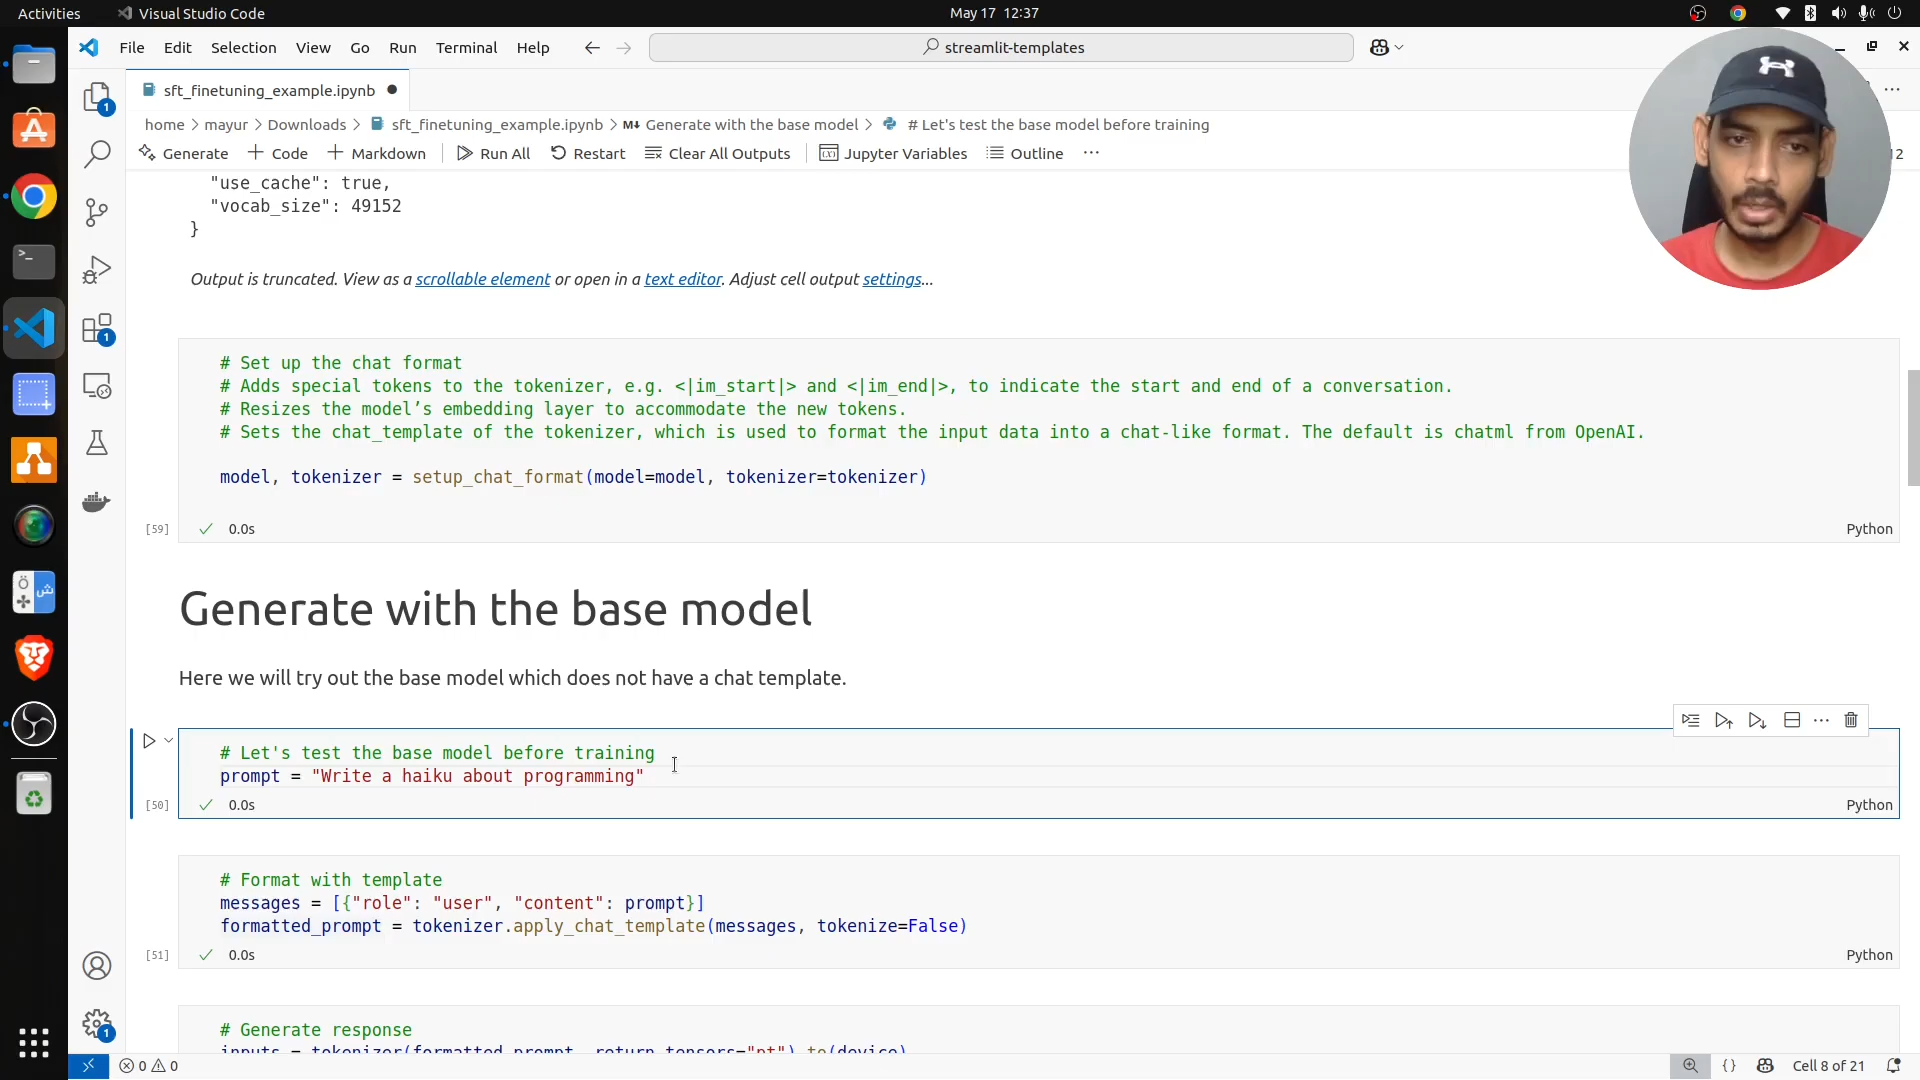 Activities
Visual Studio Code
May 17 12:37
File Edit Selection View Go Run Terminal Help
streamlit-templates
sft_finetuning_example.ipynb
home > mayur > Downloads > sft_finetuning_example.ipynb > M↓ Generate with the base model > # Let's test the base model before training
Generate + Code + Markdown Run All Restart Clear All Outputs Jupyter Variables Outline ...
"use_cache": true,
"vocab_size": 49152
}
Output is truncated. View as a scrollable element or open in a text editor. Adjust cell output settings...
# Set up the chat format
# Adds special tokens to the tokenizer, e.g. <|im_start|> and <|im_end|>, to indicate the start and end of a conversation.
# Resizes the model’s embedding layer to accommodate the new tokens.
# Sets the chat_template of the tokenizer, which is used to format the input data into a chat-like format. The default is chatml from OpenAI.
model, tokenizer = setup_chat_format(model=model, tokenizer=tokenizer)
[59] 0.0s Python
Generate with the base model
Here we will try out the base model which does not have a chat template.
# Let's test the base model before training
prompt = "Write a haiku about programming"
[50] 0.0s Python
# Format with template
messages = [{"role": "user", "content": prompt}]
formatted_prompt = tokenizer.apply_chat_template(messages, tokenize=False)
[51] 0.0s Python
# Generate response
inputs = tokenizer(formatted_prompt, return_tensors="pt").to(device)
0 0
Cell 8 of 21